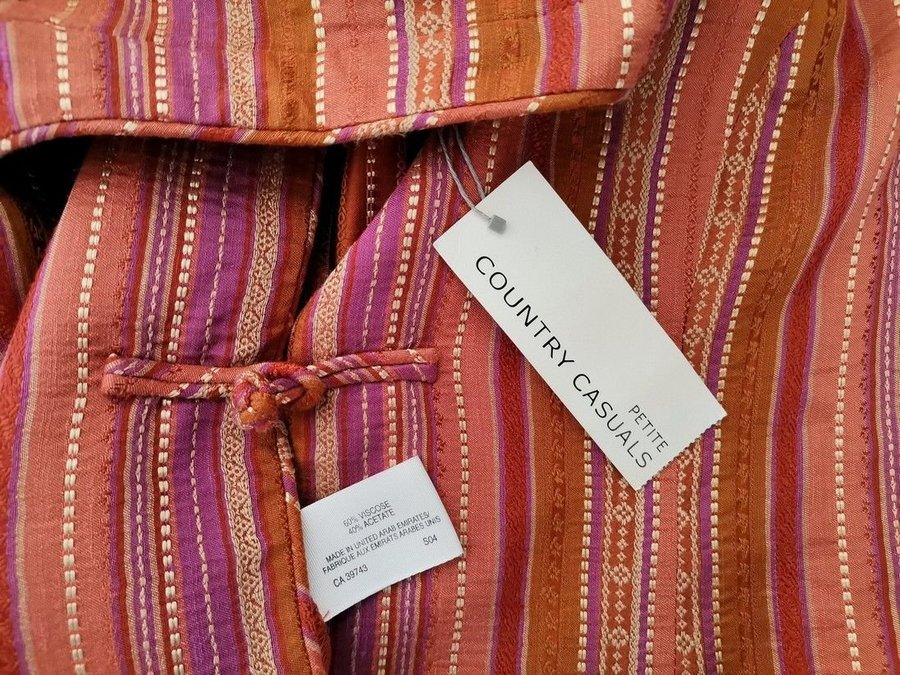 COUNTRY CASUALS
PETITE
60% VISCOSE
40% ACETATE
MADE IN UNITED ARAB EMIRATES/
FABRIQUE AUX EMIRATS ARABES UNIS
CA 39743 S04